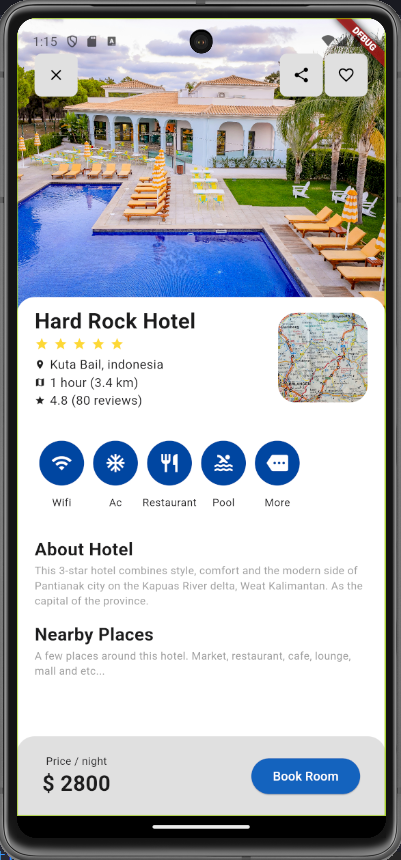 1:15
DEBUG
Hard Rock Hotel
Kuta Bail, indonesia
1 hour (3.4 km)
4.8 (80 reviews)
Wifi Ac Restaurant Pool More
About Hotel
This 3-star hotel combines style, comfort and the modern side of
Pantianak city on the Kapuas River delta, Weat Kalimantan. As the
capital of the province.
Nearby Places
A few places around this hotel. Market, restaurant, cafe, lounge,
mall and etc...
Price / night
$ 2800
Book Room